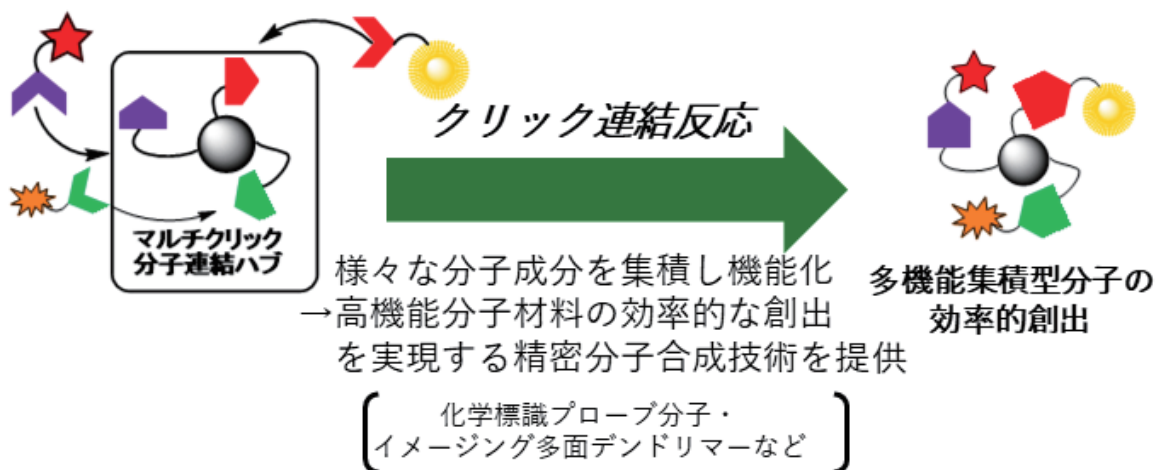 クリック連結反応
マルチクリック
分子連結ハブ
様々な分子成分を集積し機能化
→高機能分子材料の効率的な創出
を実現する精密分子合成技術を提供
化学標識プローブ分子・
イメージング多面デンドリマーなど
多機能集積型分子の
効率的創出